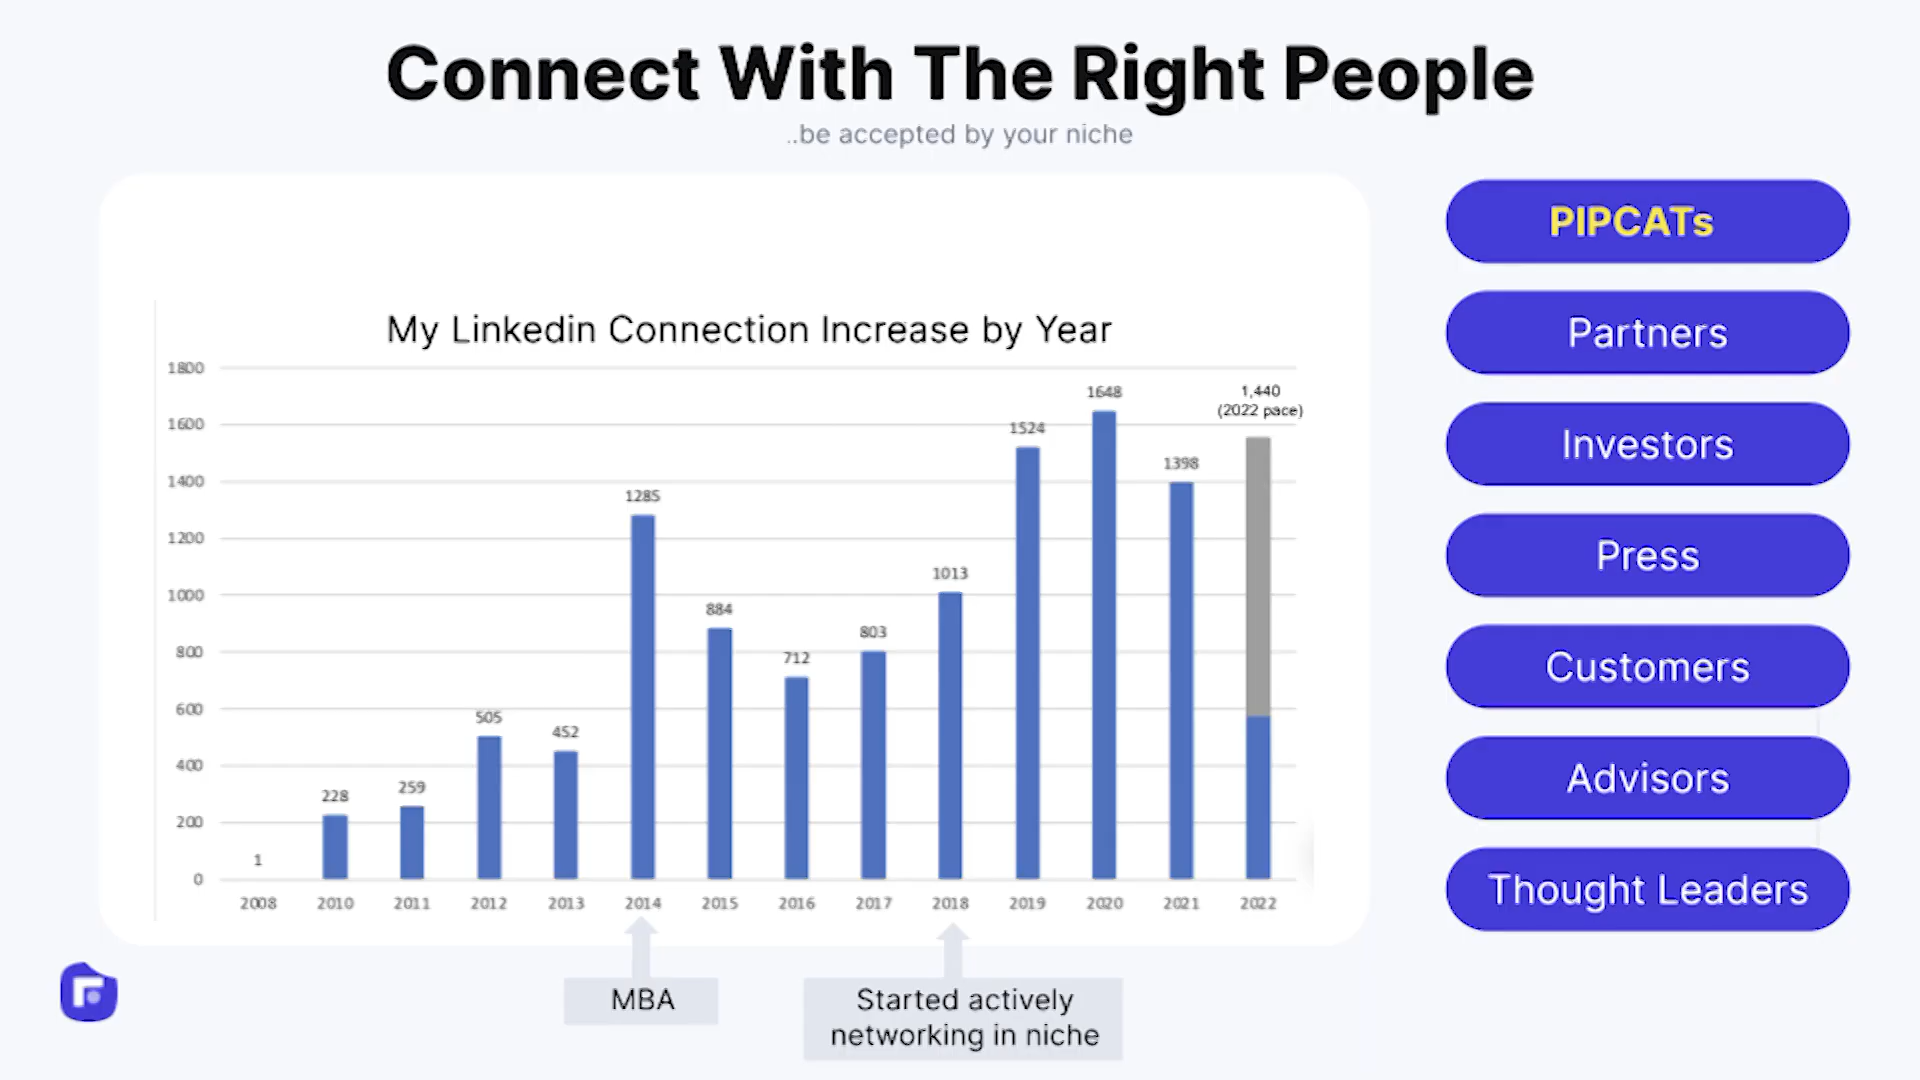 Connect With The Right People
..be accepted by your niche
My Linkedin Connection Increase by Year
1800
1600
1400
1200
1000
800
600
400
200
0
1
228
259
505
452
1285
884
712
803
1013
1524
1648
1398
1,440
(2022 pace)
2008 2010 2011 2012 2013 2014 2015 2016 2017 2018 2019 2020 2021 2022
MBA
Started actively
networking in niche
PIPCATs
Partners
Investors
Press
Customers
Advisors
Thought Leaders